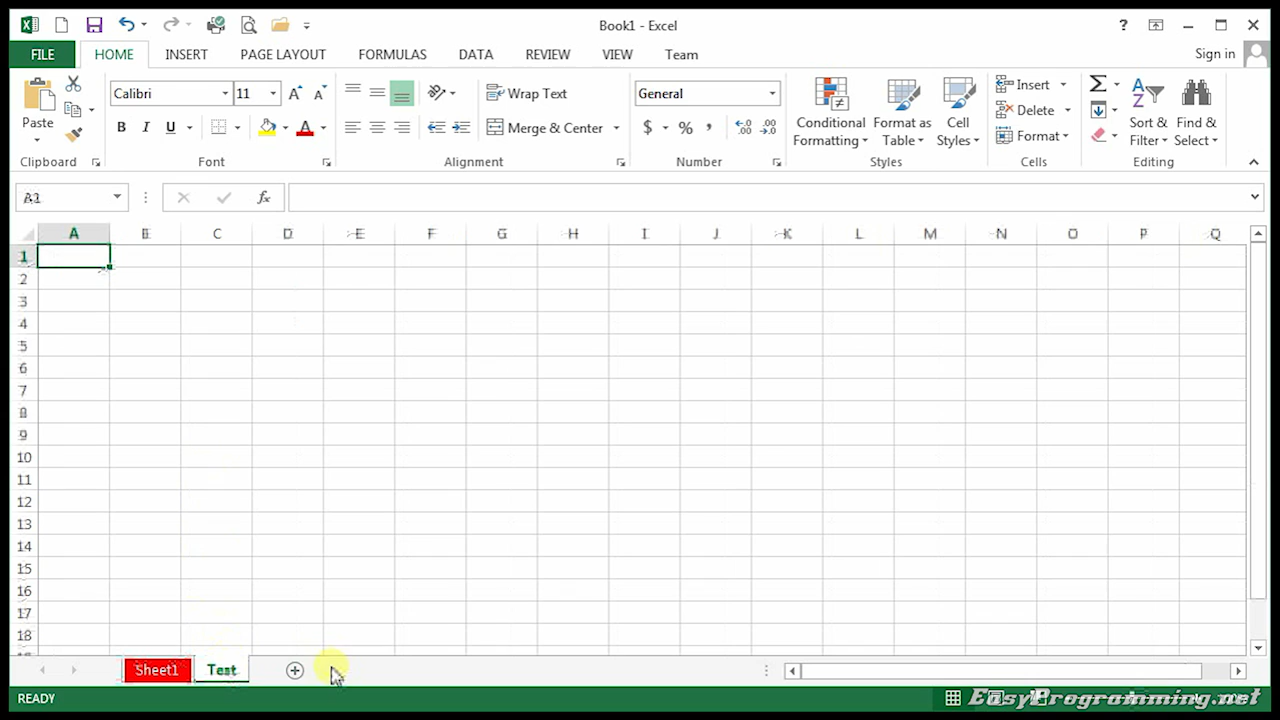 Book1 - Excel
?
FILE HOME INSERT PAGE LAYOUT FORMULAS DATA REVIEW VIEW Team Sign in
Calibri 11 Wrap Text General Insert
Paste B I U Merge & Center $ % , Conditional Formatting Format as Table Cell Styles Delete Sort & Filter Find & Select
Format
Clipboard Font Alignment Number Styles Cells Editing
fx
A B C D E F G H I J K L M N O P Q
1
2
3
4
5
6
7
8
9
10
11
12
13
14
15
16
17
18
Sheet1 Test
READY
EasyProgramming.net